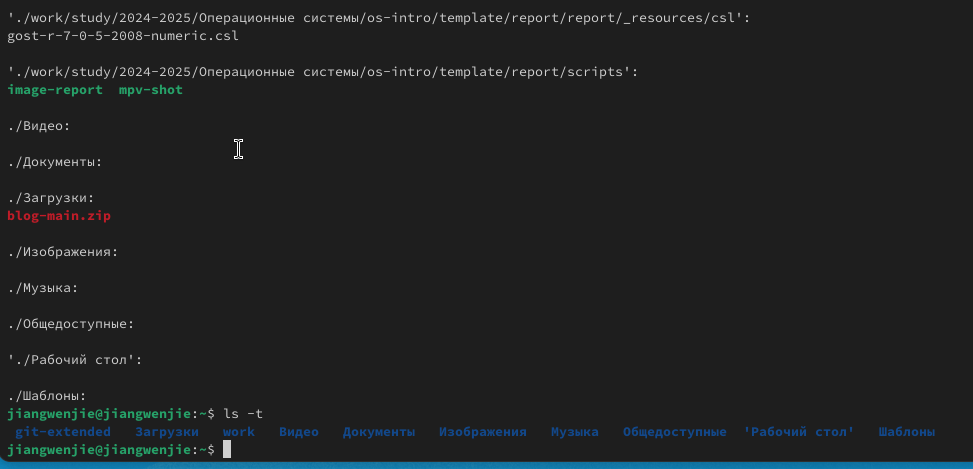 './work/study/2024-2025/Операционные системы/os-intro/template/report/report/_resources/csl':
gost-r-7-0-5-2008-numeric.csl
'./work/study/2024-2025/Операционные системы/os-intro/template/report/scripts':
image-report  mpv-shot
./Видео:
./Документы:
./Загрузки:
blog-main.zip
./Изображения:
./Музыка:
./Общедоступные:
'./Рабочий стол':
./Шаблоны:
jiangwenjie@jiangwenjie:~$ ls -t
git-extended   Загрузки   work   Видео   Документы   Изображения   Музыка   Общедоступные  'Рабочий стол'   Шаблоны
jiangwenjie@jiangwenjie:~$